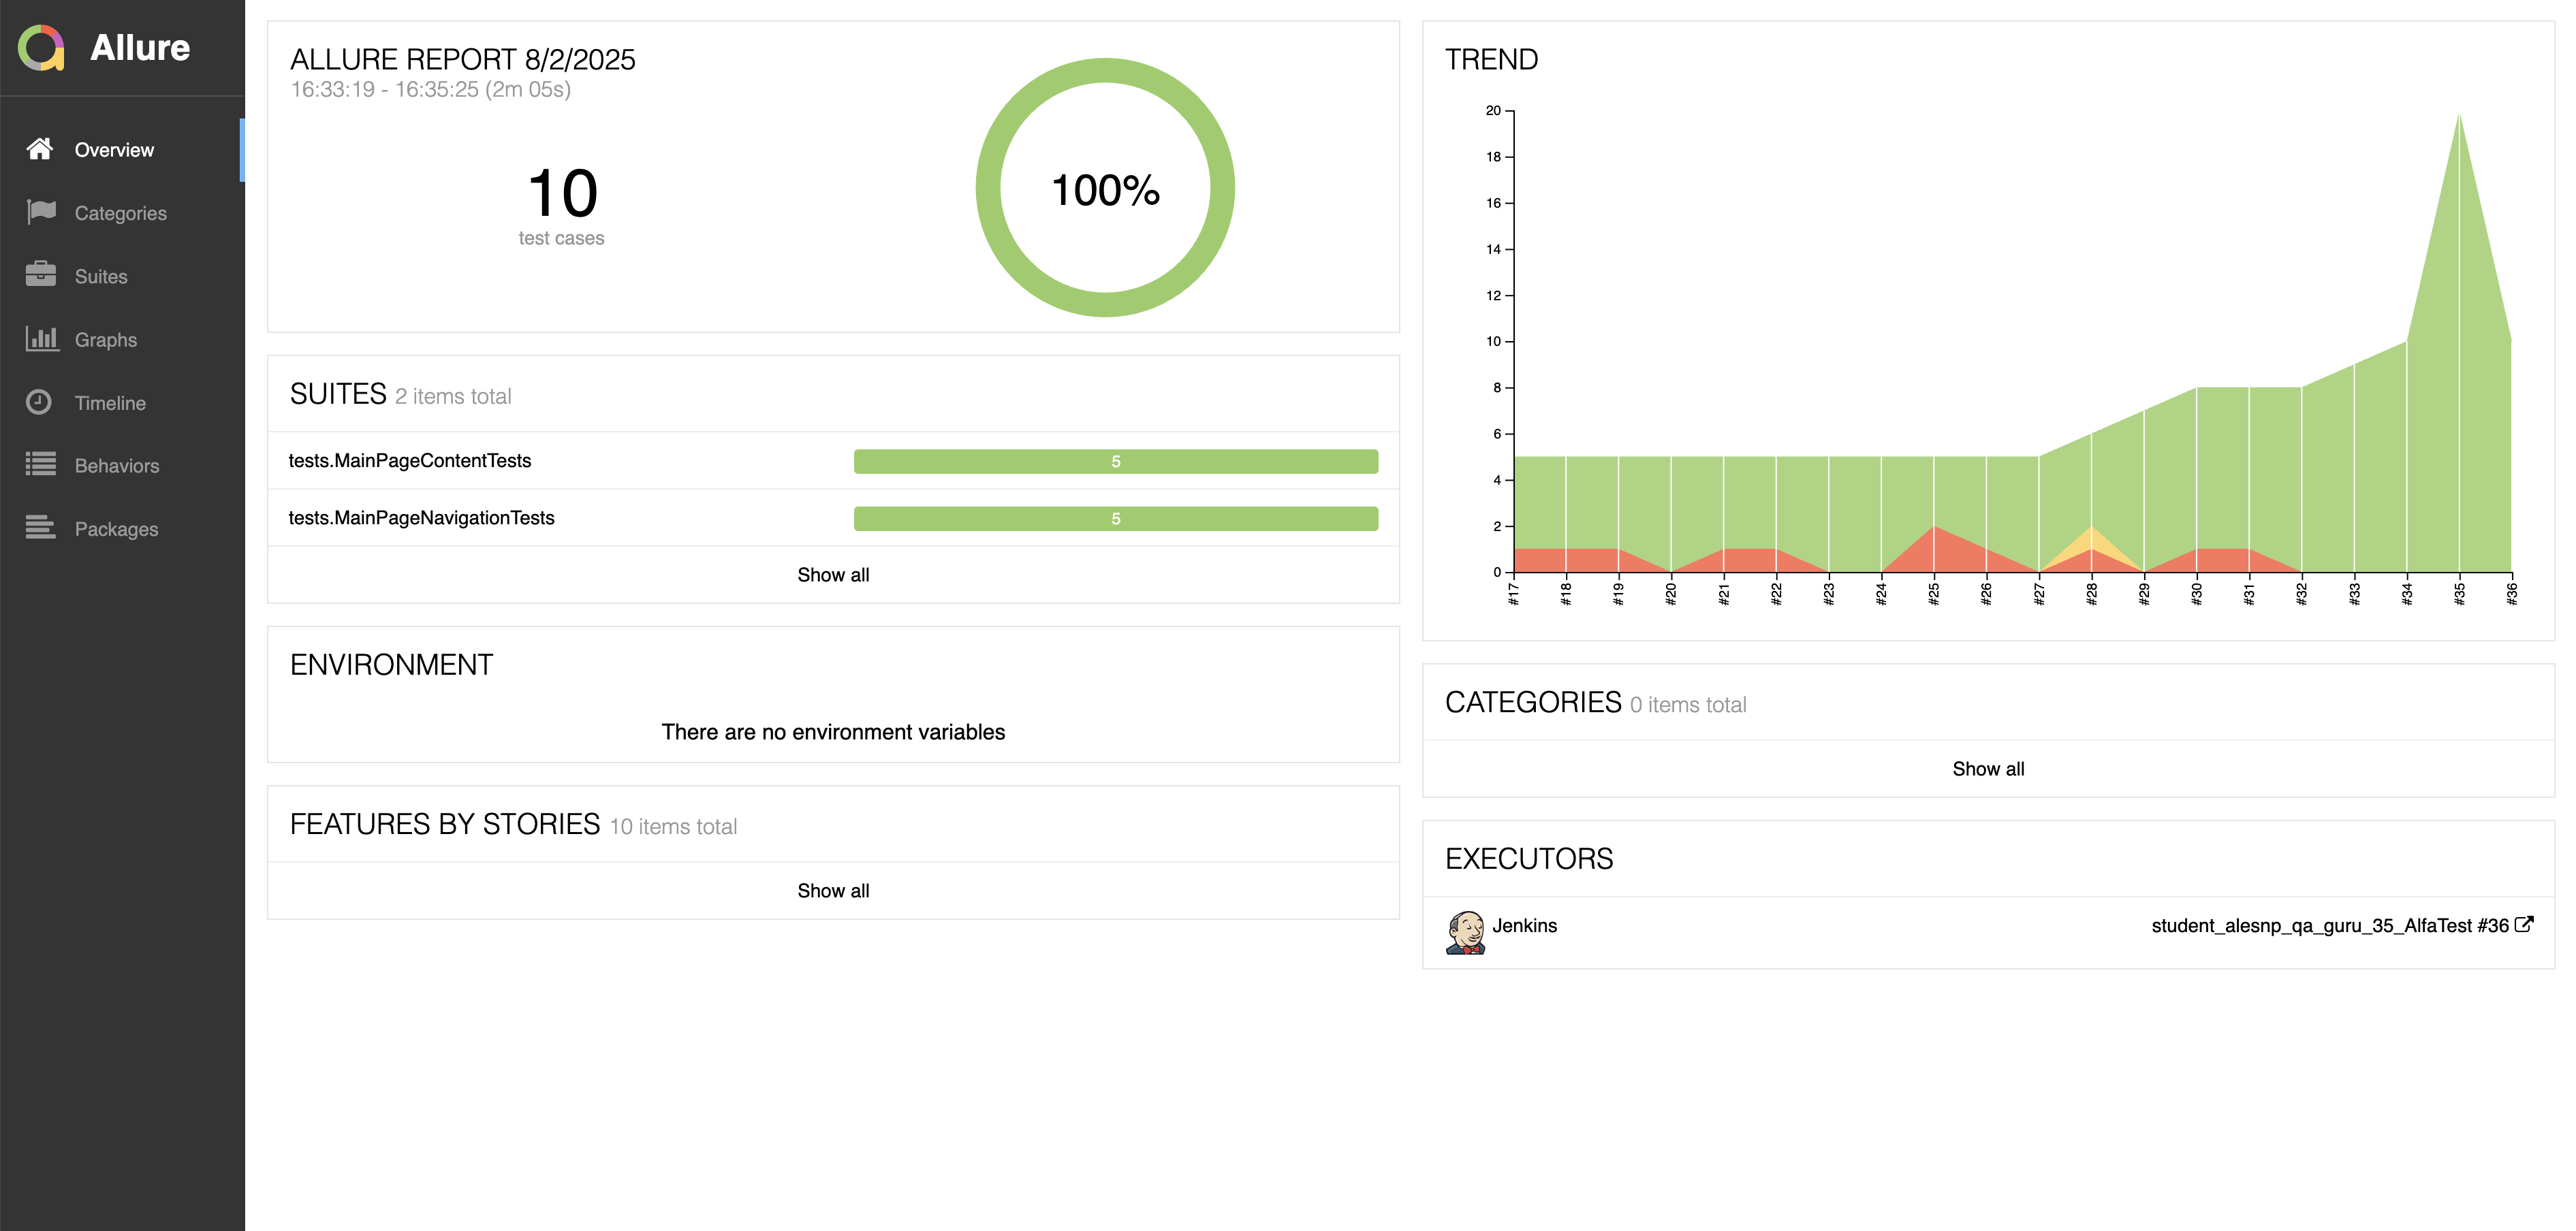 Allure
Overview
Categories
Suites
Graphs
Timeline
Behaviors
Packages
ALLURE REPORT 8/2/2025
16:33:19 - 16:35:25 (2m 05s)
10
test cases
100%
SUITES 2 items total
tests.MainPageContentTests 5
tests.MainPageNavigationTests 5
Show all
ENVIRONMENT
There are no environment variables
FEATURES BY STORIES 10 items total
Show all
TREND
20
18
16
14
12
10
8
6
4
2
0
#17 #18 #19 #20 #21 #22 #23 #24 #25 #26 #27 #28 #29 #30 #31 #32 #33 #34 #35 #36
CATEGORIES 0 items total
Show all
EXECUTORS
Jenkins student_alesnp_qa_guru_35_AlfaTest #36